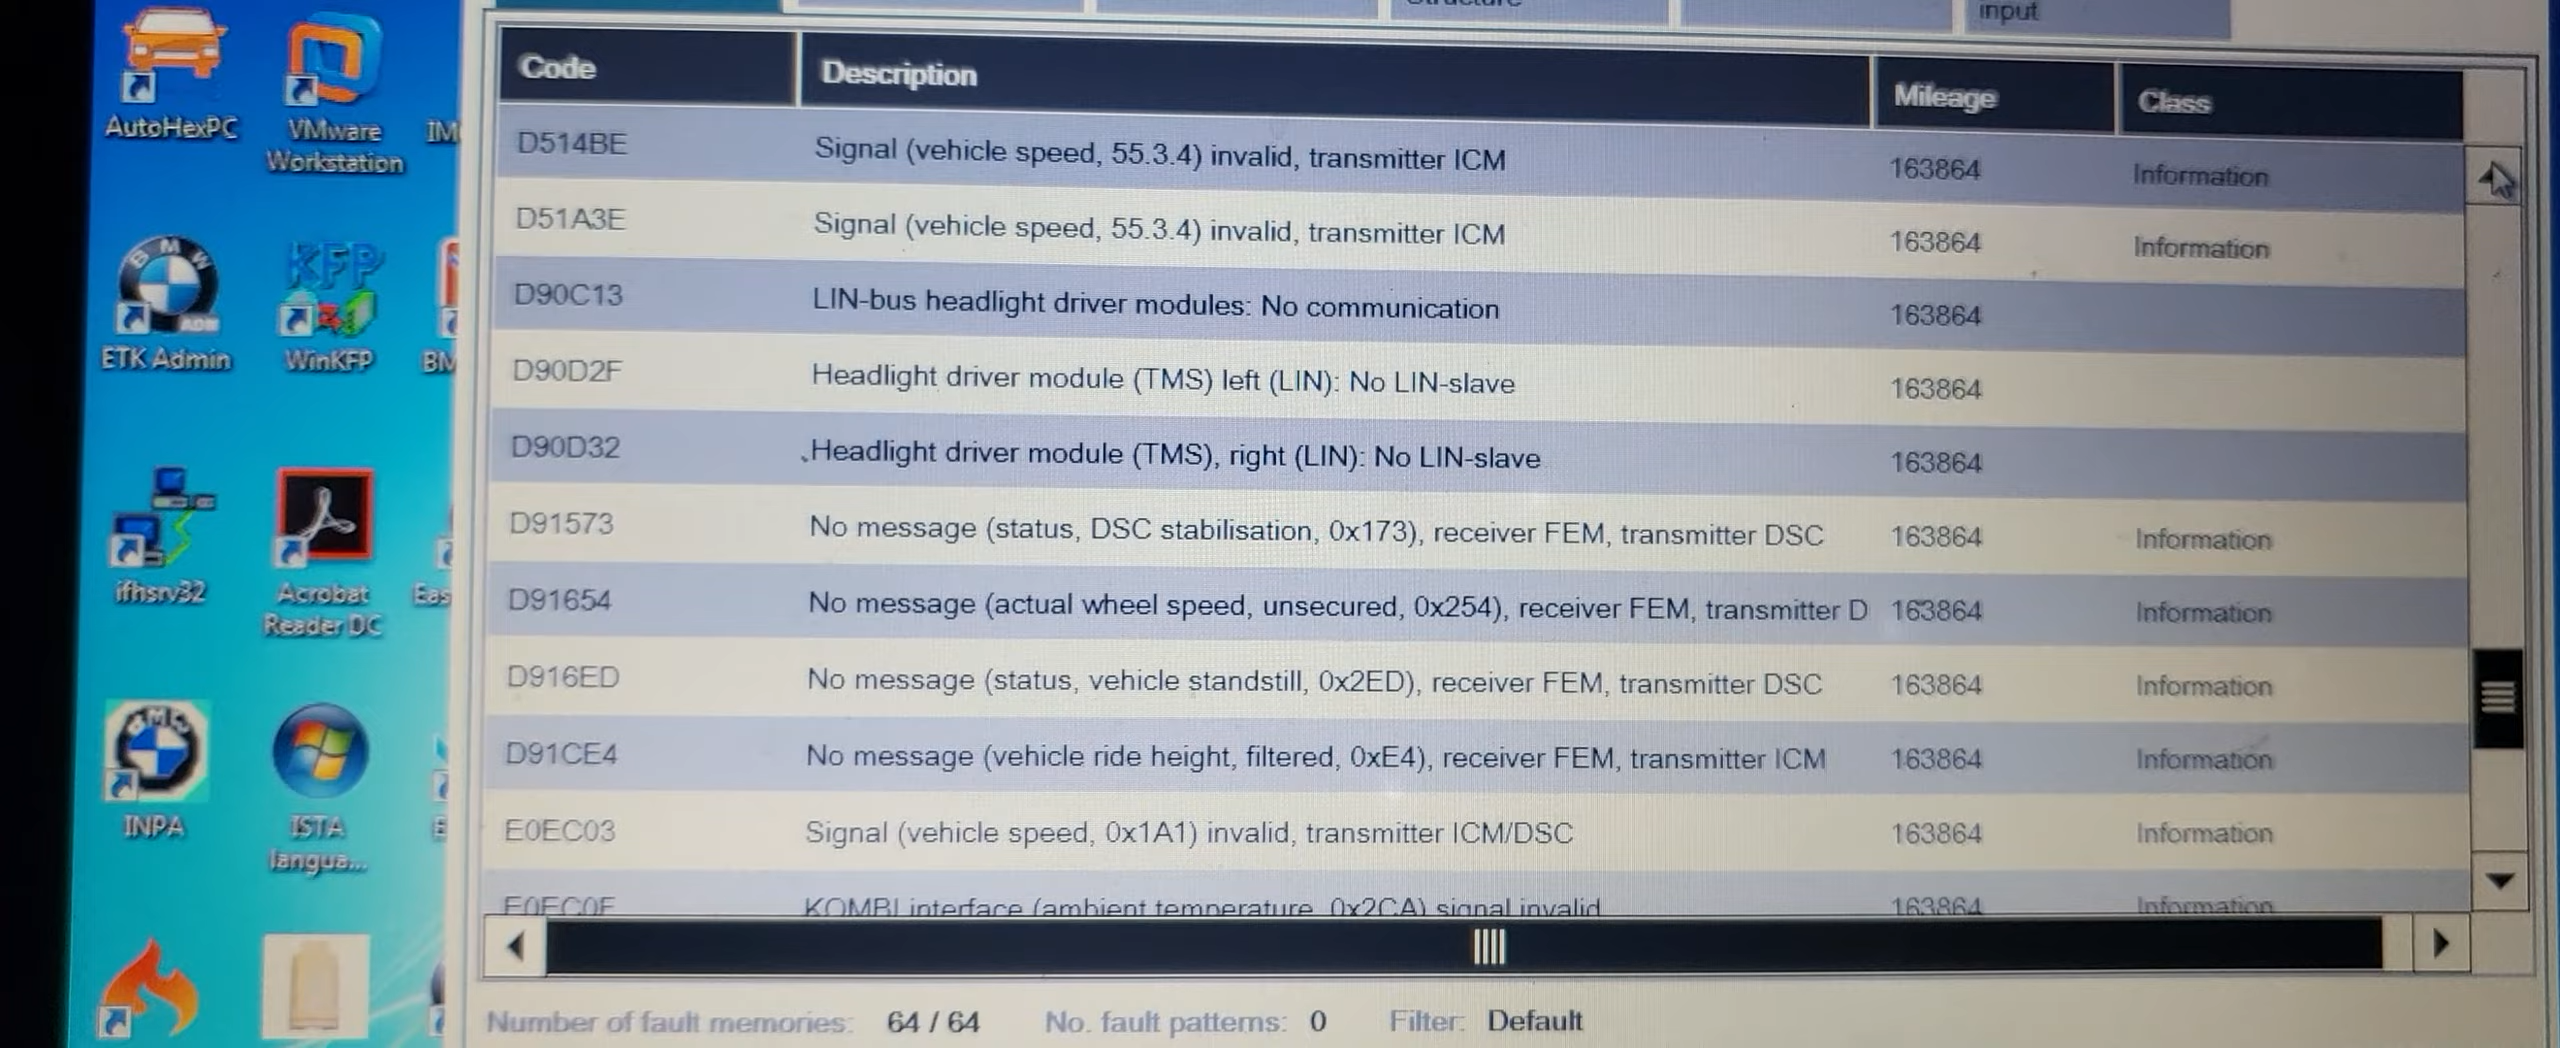 Structure
input
Code Description Mileage Class
D514BE Signal (vehicle speed, 55.3.4) invalid, transmitter ICM 163864 Information
D51A3E Signal (vehicle speed, 55.3.4) invalid, transmitter ICM 163864 Information
D90C13 LIN-bus headlight driver modules: No communication 163864
D90D2F Headlight driver module (TMS) left (LIN): No LIN-slave 163864
D90D32 Headlight driver module (TMS), right (LIN): No LIN-slave 163864
D91573 No message (status, DSC stabilisation, 0x173), receiver FEM, transmitter DSC 163864 Information
D91654 No message (actual wheel speed, unsecured, 0x254), receiver FEM, transmitter D 163864 Information
D916ED No message (status, vehicle standstill, 0x2ED), receiver FEM, transmitter DSC 163864 Information
D91CE4 No message (vehicle ride height, filtered, 0xE4), receiver FEM, transmitter ICM 163864 Information
E0EC03 Signal (vehicle speed, 0x1A1) invalid, transmitter ICM/DSC 163864 Information
E0EC0F KOMBI interface (ambient temperature, 0x2CA) signal invalid 163864 Information
Number of fault memories: 64 / 64 No. fault patterns: 0 Filter: Default
AutoHexPC
VMware
Workstation
IM
BMW
ADM
ETK Admin
KFP
WinKFP
BM
ifhsrv32
Acrobat
Reader DC
Eas
INPA
ISTA
langua...
E